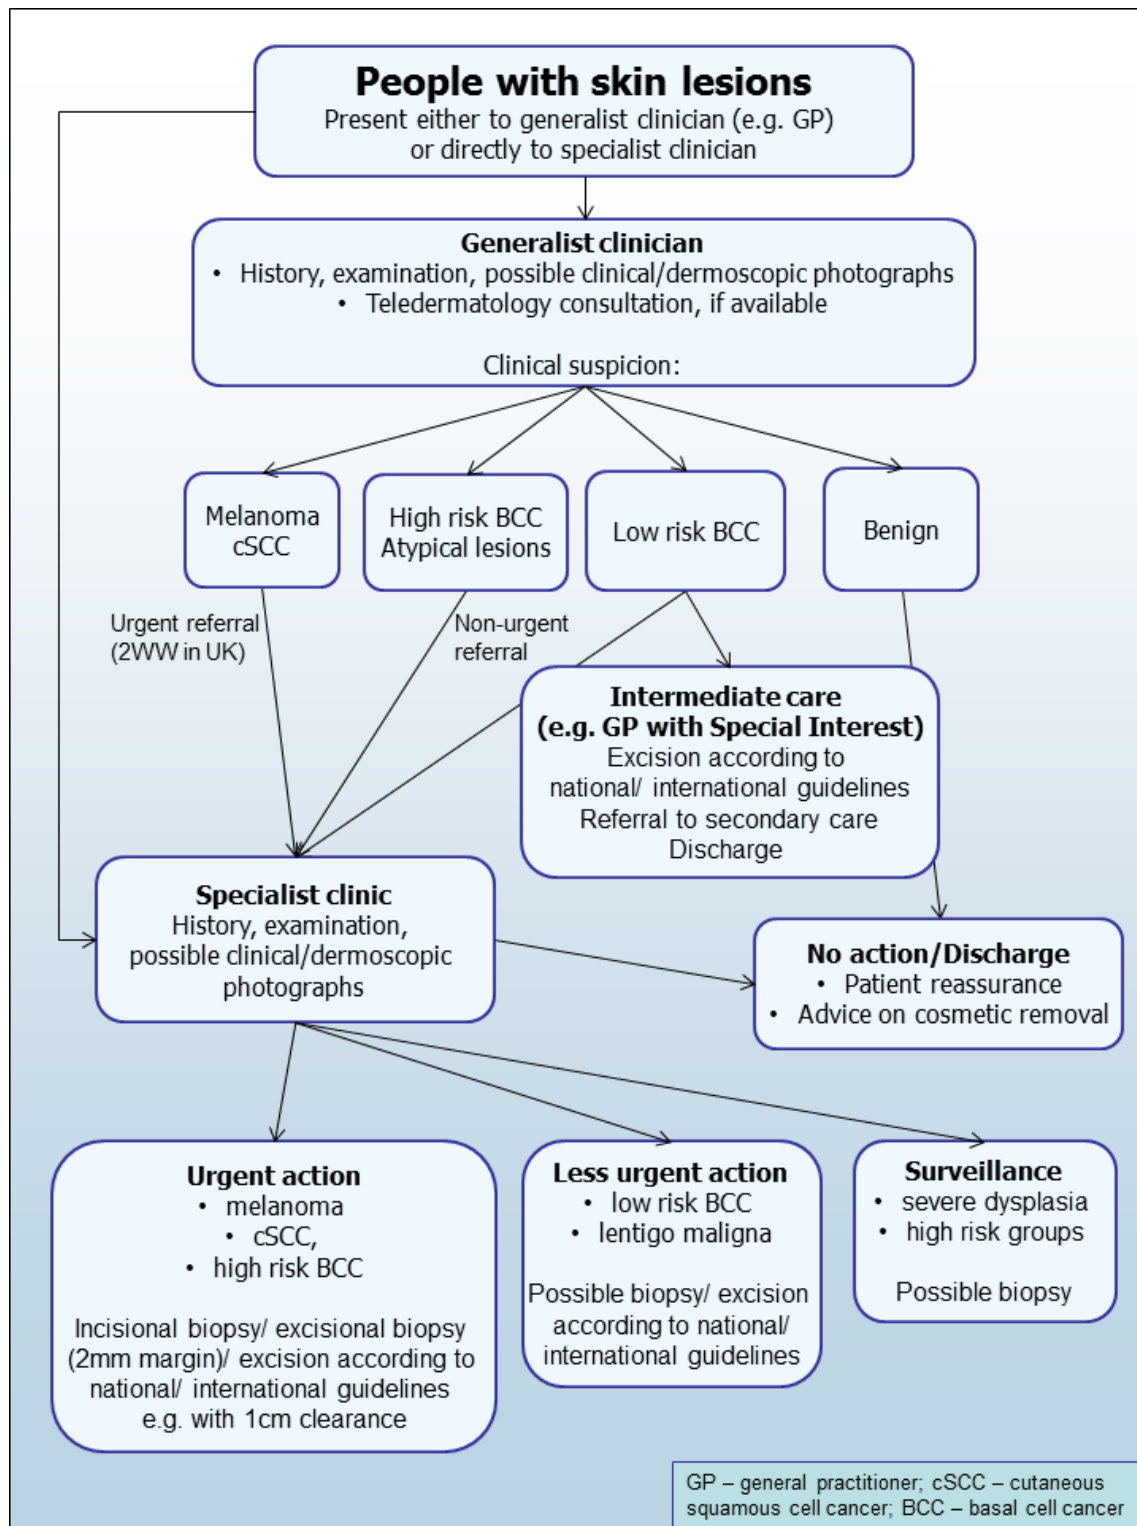 People with skin lesions
Present either to generalist clinician (e.g. GP)
or directly to specialist clinician
Generalist clinician
• History, examination, possible clinical/dermoscopic photographs
• Teledermatology consultation, if available
Clinical suspicion:
Melanoma
cSCC
High risk BCC
Atypical lesions
Low risk BCC
Benign
Urgent referral
(2WW in UK)
Non-urgent
referral
Intermediate care
(e.g. GP with Special Interest)
Excision according to
national/ international guidelines
Referral to secondary care
Discharge
Specialist clinic
History, examination,
possible clinical/dermoscopic
photographs
No action/Discharge
• Patient reassurance
• Advice on cosmetic removal
Urgent action
• melanoma
• cSCC,
• high risk BCC
Incisional biopsy/ excisional biopsy
(2mm margin)/ excision according to
national/ international guidelines
e.g. with 1cm clearance
Less urgent action
• low risk BCC
• lentigo maligna
Possible biopsy/ excision
according to national/
international guidelines
Surveillance
• severe dysplasia
• high risk groups
Possible biopsy
GP – general practitioner; cSCC – cutaneous
squamous cell cancer; BCC – basal cell cancer